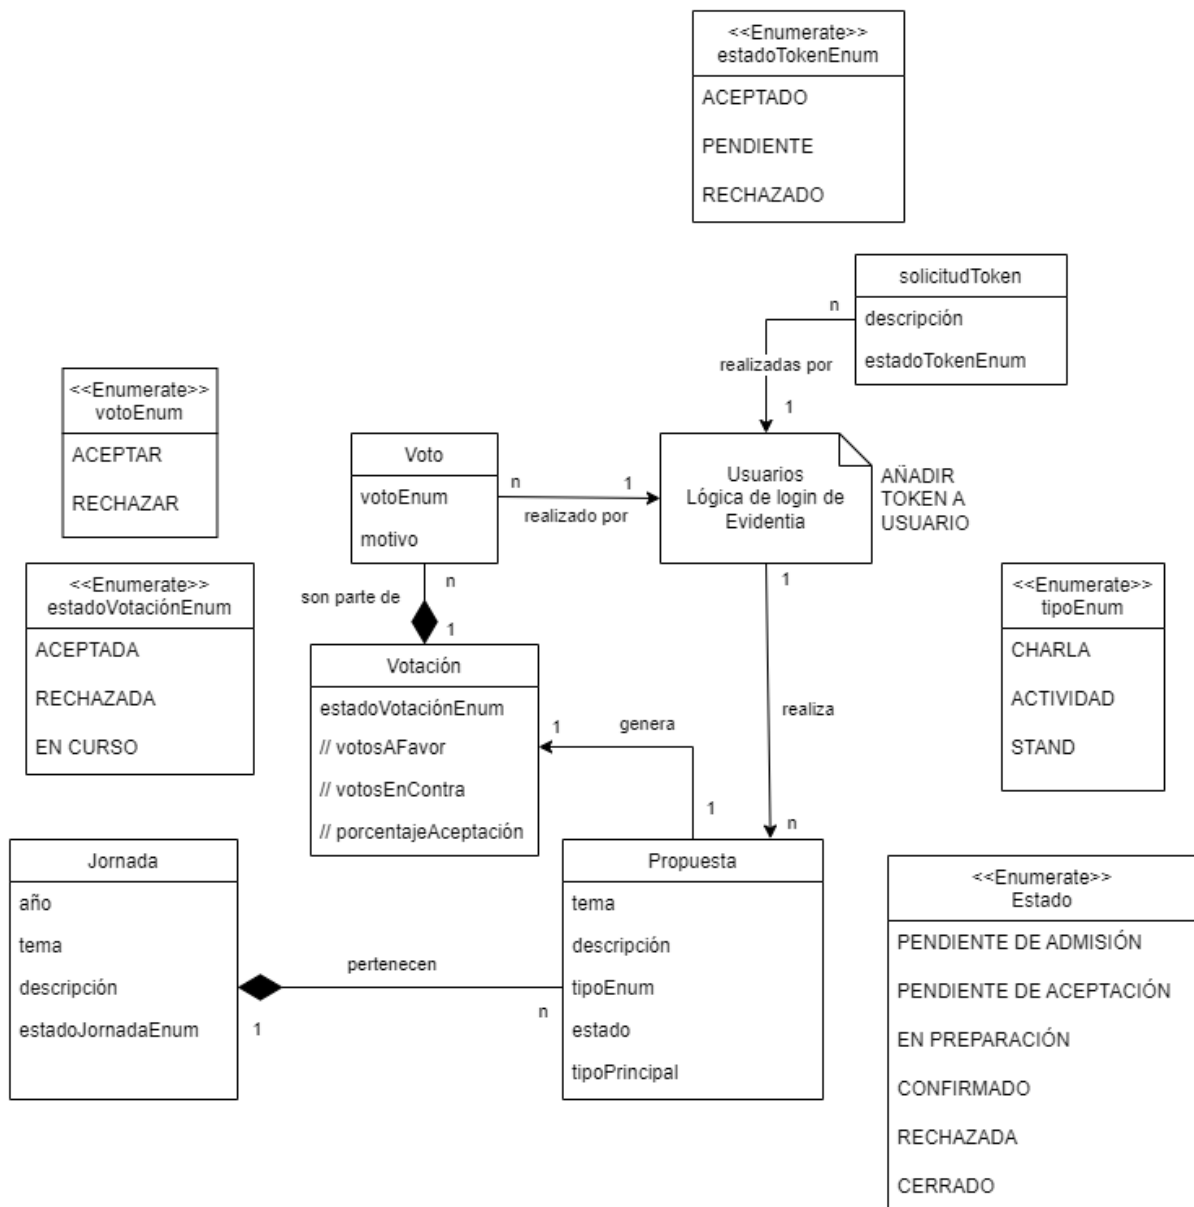 <<Enumerate>>
estadoTokenEnum
ACEPTADO
PENDIENTE
RECHAZADO
solicitudToken
descripción
estadoTokenEnum
n
realizadas por
1
<<Enumerate>>
votoEnum
ACEPTAR
RECHAZAR
Voto
votoEnum
motivo
n
1
realizado por
Usuarios
Lógica de login de
Evidentia
AÑADIR
TOKEN A
USUARIO
<<Enumerate>>
estadoVotaciónEnum
ACEPTADA
RECHAZADA
EN CURSO
son parte de
n
1
Votación
estadoVotaciónEnum
// votosAFavor
// votosEnContra
// porcentajeAceptación
1
genera
1
1
realiza
n
<<Enumerate>>
tipoEnum
CHARLA
ACTIVIDAD
STAND
Jornada
año
tema
descripción
estadoJornadaEnum
pertenecen
1
n
Propuesta
tema
descripción
tipoEnum
estado
tipoPrincipal
<<Enumerate>>
Estado
PENDIENTE DE ADMISIÓN
PENDIENTE DE ACEPTACIÓN
EN PREPARACIÓN
CONFIRMADO
RECHAZADA
CERRADO